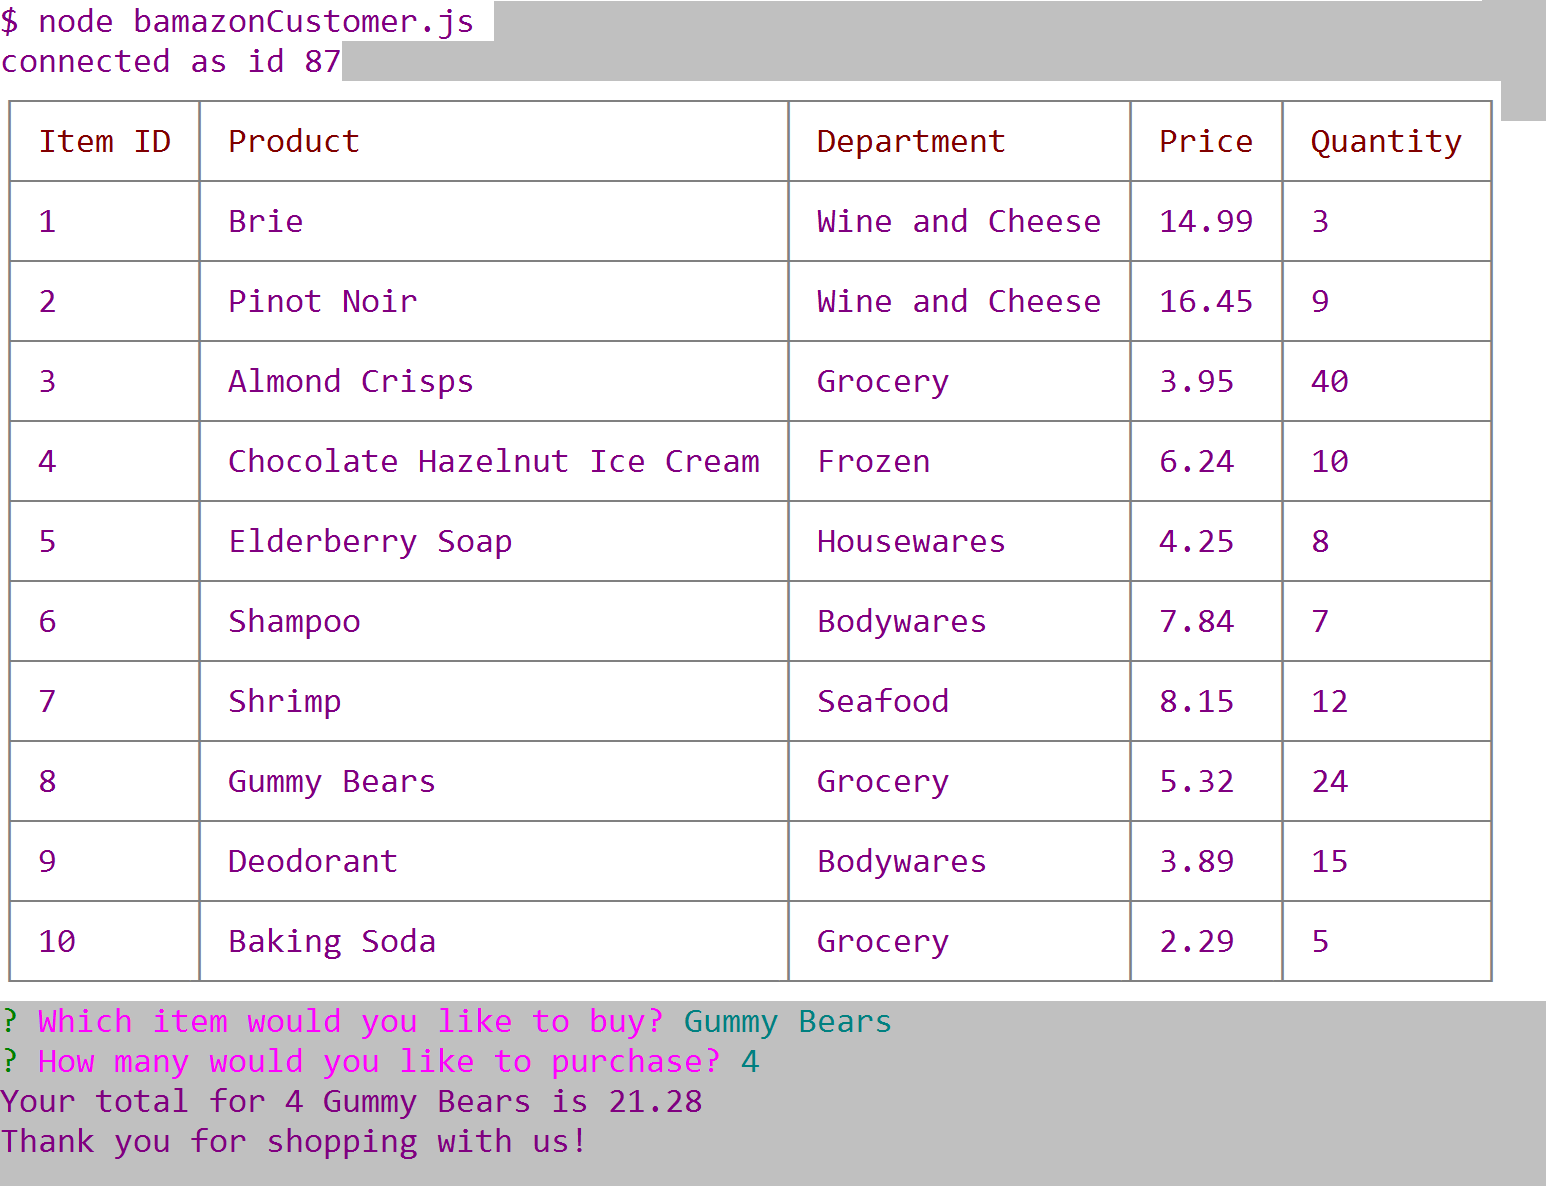 $ node bamazonCustomer.js
connected as id 87
Item ID Product Department Price Quantity
1 Brie Wine and Cheese 14.99 3
2 Pinot Noir Wine and Cheese 16.45 9
3 Almond Crisps Grocery 3.95 40
4 Chocolate Hazelnut Ice Cream Frozen 6.24 10
5 Elderberry Soap Housewares 4.25 8
6 Shampoo Bodywares 7.84 7
7 Shrimp Seafood 8.15 12
8 Gummy Bears Grocery 5.32 24
9 Deodorant Bodywares 3.89 15
10 Baking Soda Grocery 2.29 5
? Which item would you like to buy? Gummy Bears
? How many would you like to purchase? 4
Your total for 4 Gummy Bears is 21.28
Thank you for shopping with us!